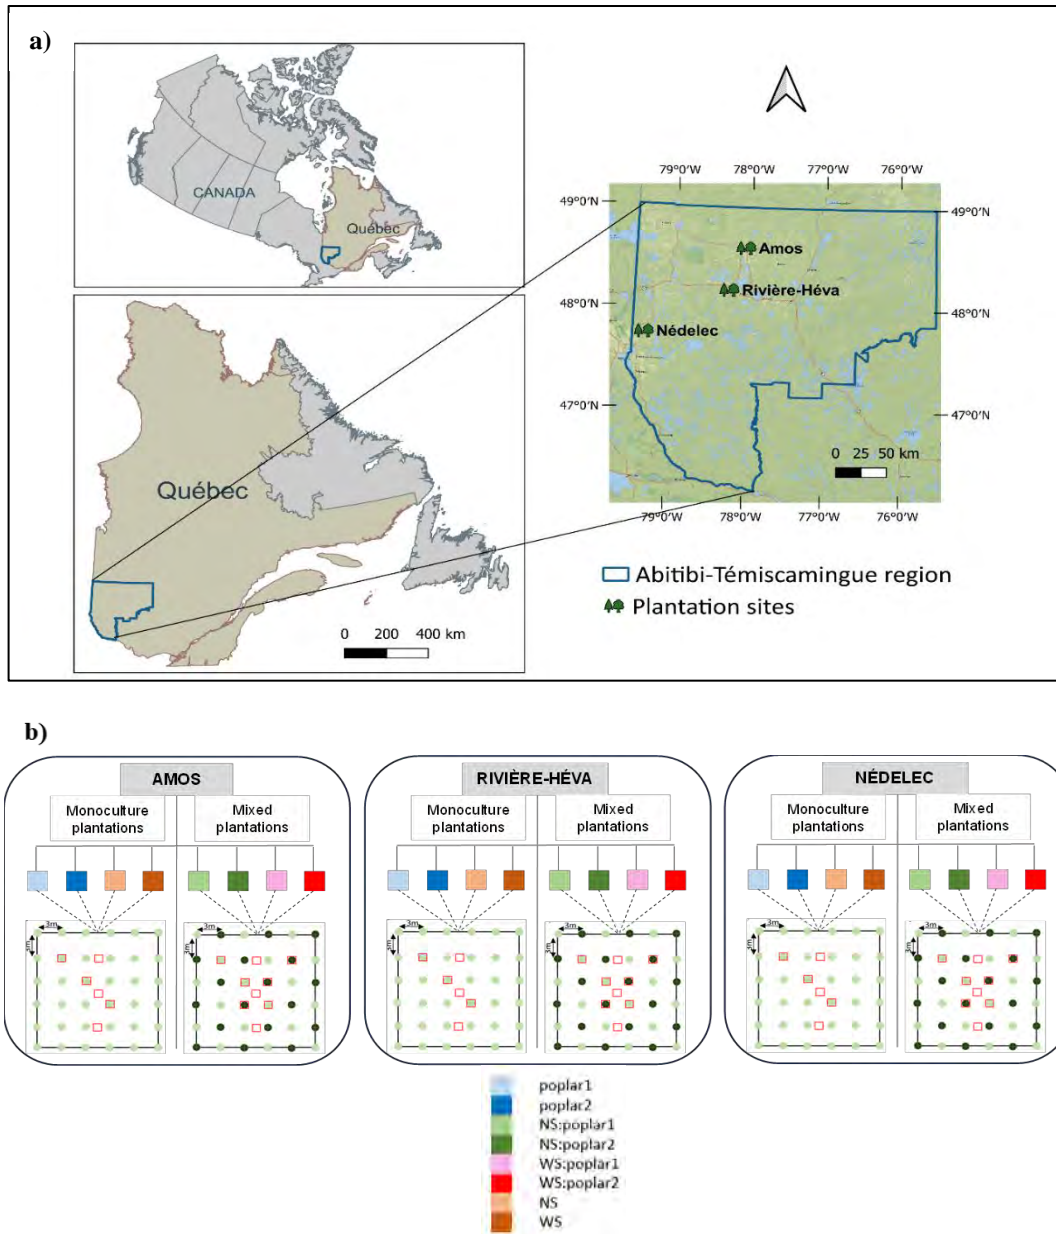 a)
CANADA
Québec
Québec
0 200 400 km
79°0'W 78°0'W 77°0'W 76°0'W
49°0'N 49°0'N
Amos
Rivière-Héva
48°0'N 48°0'N
Nédelec
47°0'N 47°0'N
0 25 50 km
79°0'W 78°0'W 77°0'W 76°0'W
Abitibi-Témiscamingue region
Plantation sites
b)
AMOS
Monoculture
plantations
Mixed
plantations
3m
3m
3m
3m
RIVIÈRE-HÉVA
Monoculture
plantations
Mixed
plantations
3m
3m
3m
3m
NÉDELEC
Monoculture
plantations
Mixed
plantations
3m
3m
3m
3m
poplar1
poplar2
NS:poplar1
NS:poplar2
WS:poplar1
WS:poplar2
NS
WS